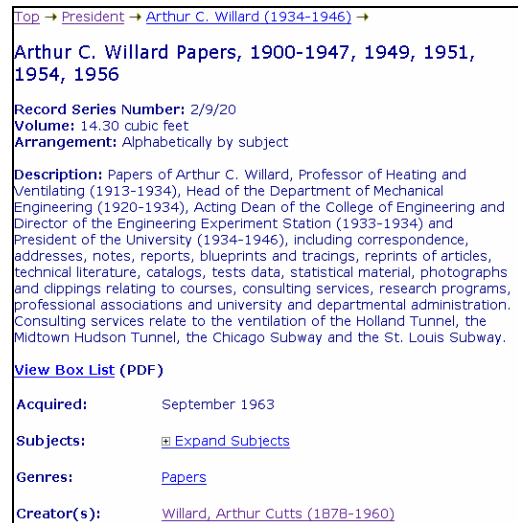 Top → President → Arthur C. Willard (1934-1946) →
Arthur C. Willard Papers, 1900-1947, 1949, 1951,
1954, 1956
Record Series Number: 2/9/20
Volume: 14.30 cubic feet
Arrangement: Alphabetically by subject
Description: Papers of Arthur C. Willard, Professor of Heating and
Ventilating (1913-1934), Head of the Department of Mechanical
Engineering (1920-1934), Acting Dean of the College of Engineering and
Director of the Engineering Experiment Station (1933-1934) and
President of the University (1934-1946), including correspondence,
addresses, notes, reports, blueprints and tracings, reprints of articles,
technical literature, catalogs, tests data, statistical material, photographs
and clippings relating to courses, consulting services, research programs,
professional associations and university and departmental administration.
Consulting services relate to the ventilation of the Holland Tunnel, the
Midtown Hudson Tunnel, the Chicago Subway and the St. Louis Subway.
View Box List (PDF)
Acquired: September 1963
Subjects: Expand Subjects
Genres: Papers
Creator(s): Willard, Arthur Cutts (1878-1960)